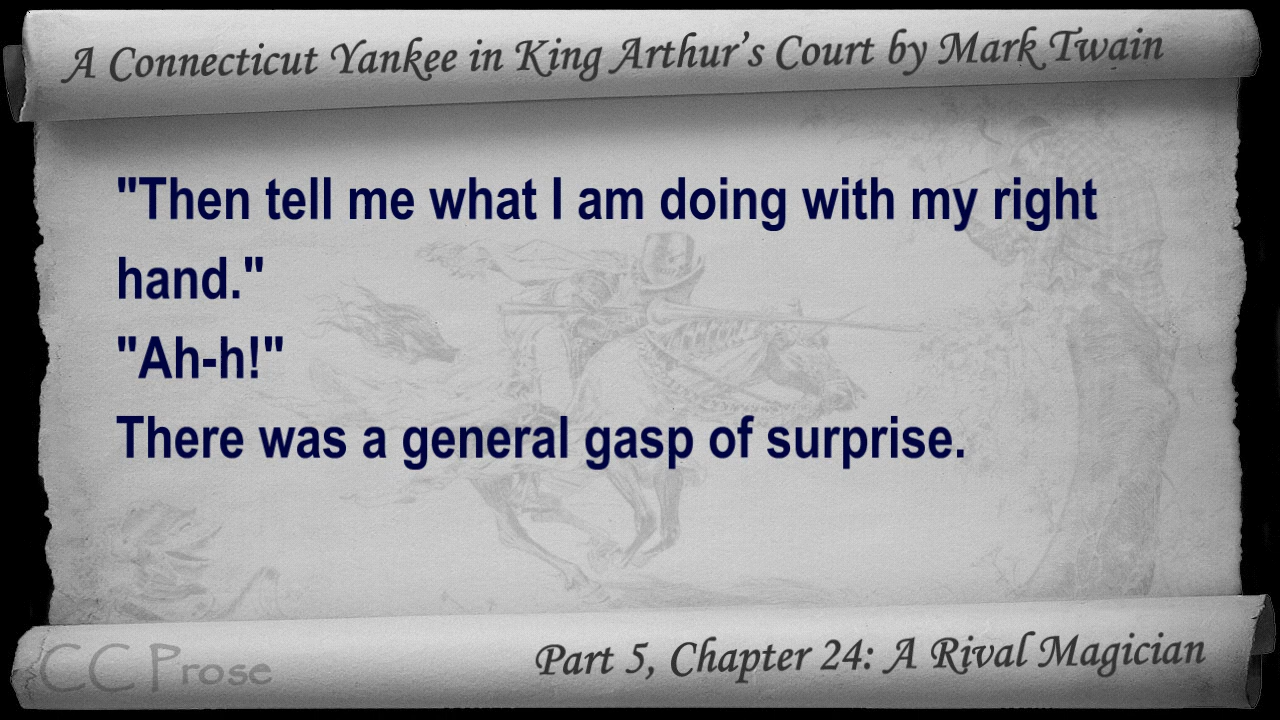 A Connecticut Yankee in King Arthur's Court by Mark Twain
"Then tell me what I am doing with my right
hand."
"Ah-h!"
There was a general gasp of surprise.
CC Prose
Part 5, Chapter 24: A Rival Magician